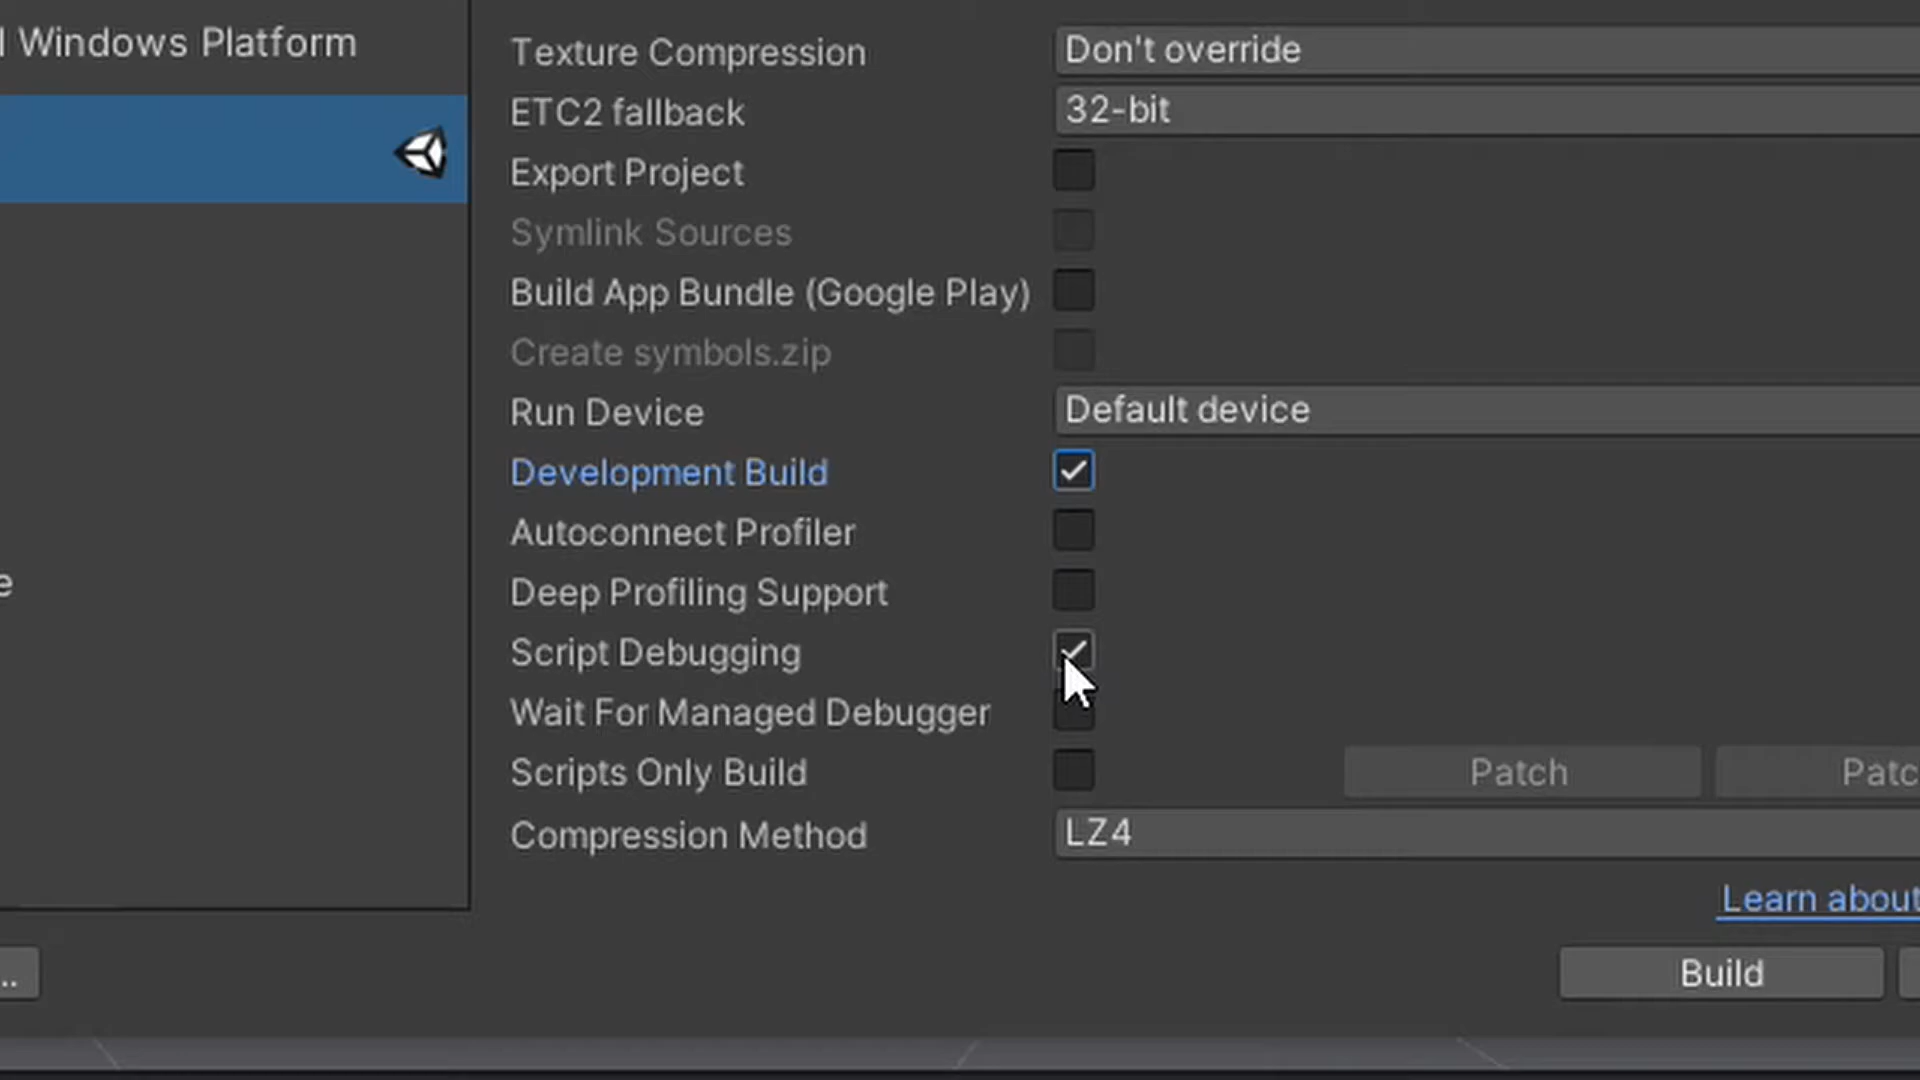 l Windows Platform
Texture Compression Don't override
ETC2 fallback 32-bit
Export Project
Symlink Sources
Build App Bundle (Google Play)
Create symbols.zip
Run Device Default device
Development Build
Autoconnect Profiler
e
Deep Profiling Support
Script Debugging
Wait For Managed Debugger
Scripts Only Build Patch Patc
Compression Method LZ4
Learn about
.. Build